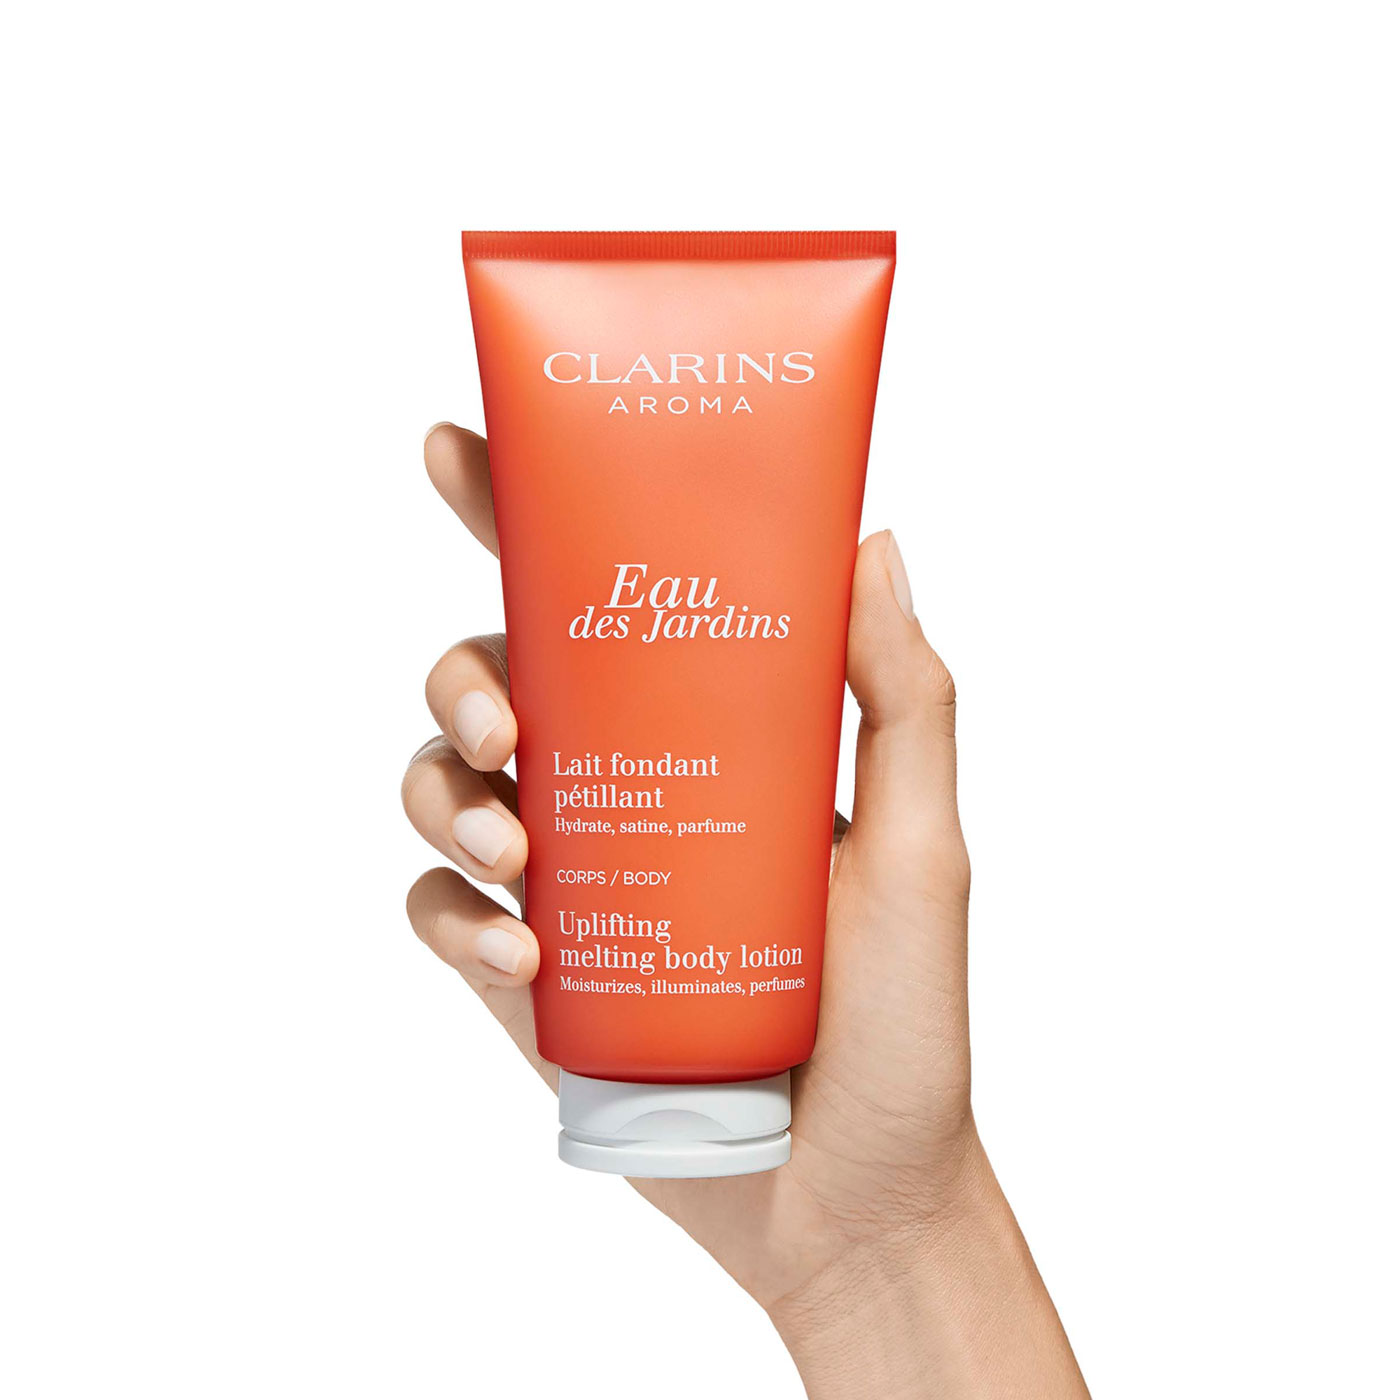 CLARINS
AROMA
Eau
des Jardins
Lait fondant
pétillant
Hydrate, satine, parfume
CORPS / BODY
Uplifting
melting body lotion
Moisturizes, illuminates, perfumes